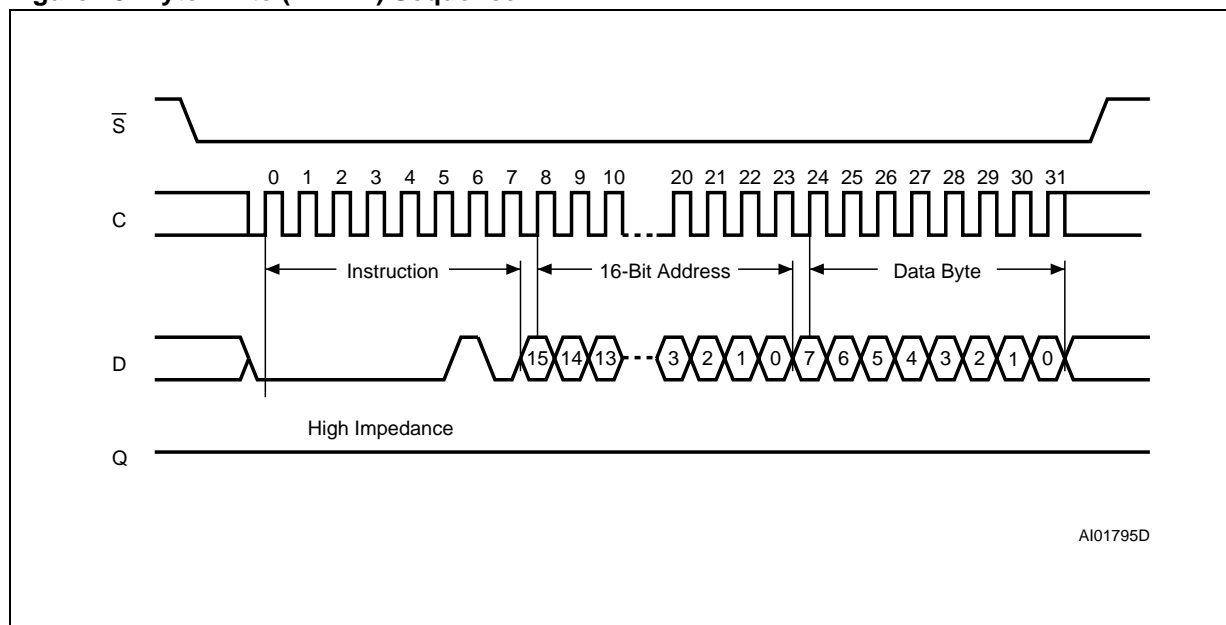 S
0 1 2 3 4 5 6 7 8 9 10 20 21 22 23 24 25 26 27 28 29 30 31
C
Instruction 16-Bit Address Data Byte
D 15 14 13 3 2 1 0 7 6 5 4 3 2 1 0
High Impedance
Q
AI01795D